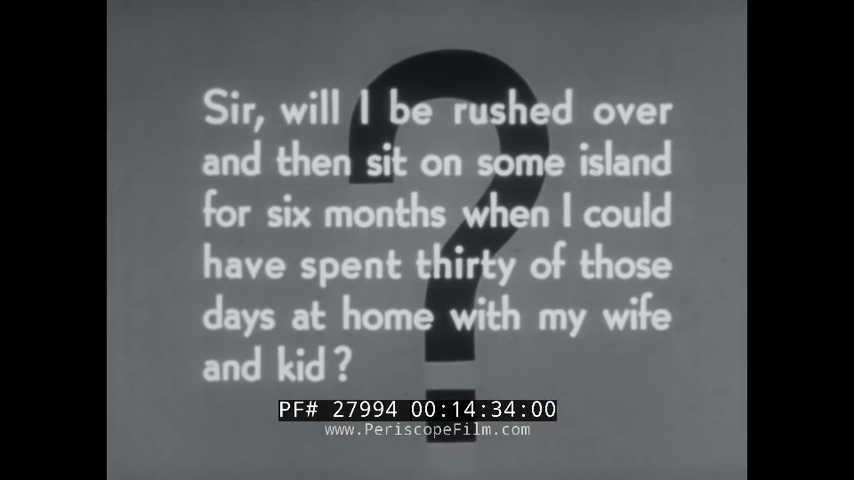 Sir, will I be rushed over
and then sit on some island
for six months when I could
have spent thirty of those
days at home with my wife
and kid?
PF# 27994 00:14:34:00
www.PeriscopeFilm.com